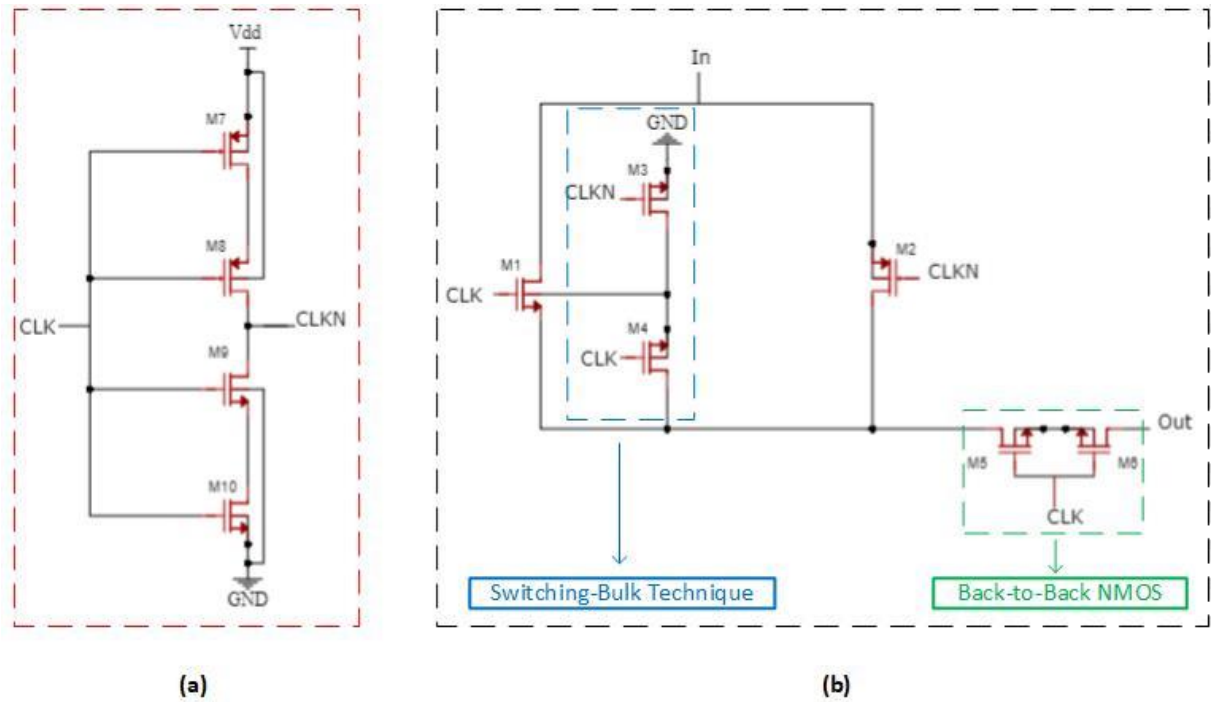 Vdd
M7
M8
CLK
CLKN
M9
M10
GND
(a)
In
GND
M3
CLKN
M1
M2
CLK
CLKN
M4
CLK
Out
M5
M6
CLK
Switching-Bulk Technique
Back-to-Back NMOS
(b)